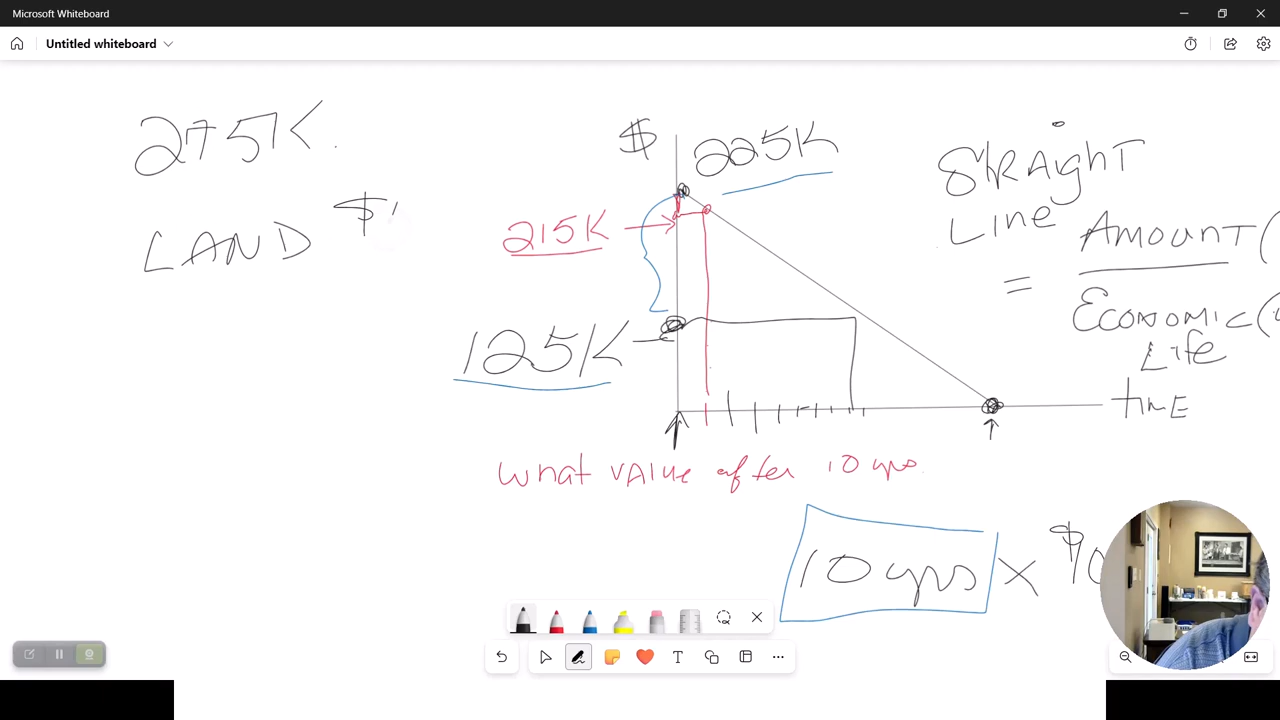 Microsoft Whiteboard
Untitled whiteboard
275K.
LAND $
$
225K
215K
125K
time
What value after 10 yrs.
10 yrs x $10
Straight
Line
= Amount (
Economic (
Life